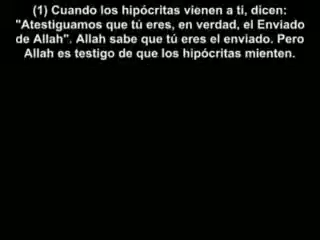 (1) Cuando los hipócritas vienen a ti, dicen:
"Atestiguamos que tú eres, en verdad, el Enviado
de Allah". Allah sabe que tú eres el enviado. Pero
Allah es testigo de que los hipócritas mienten.